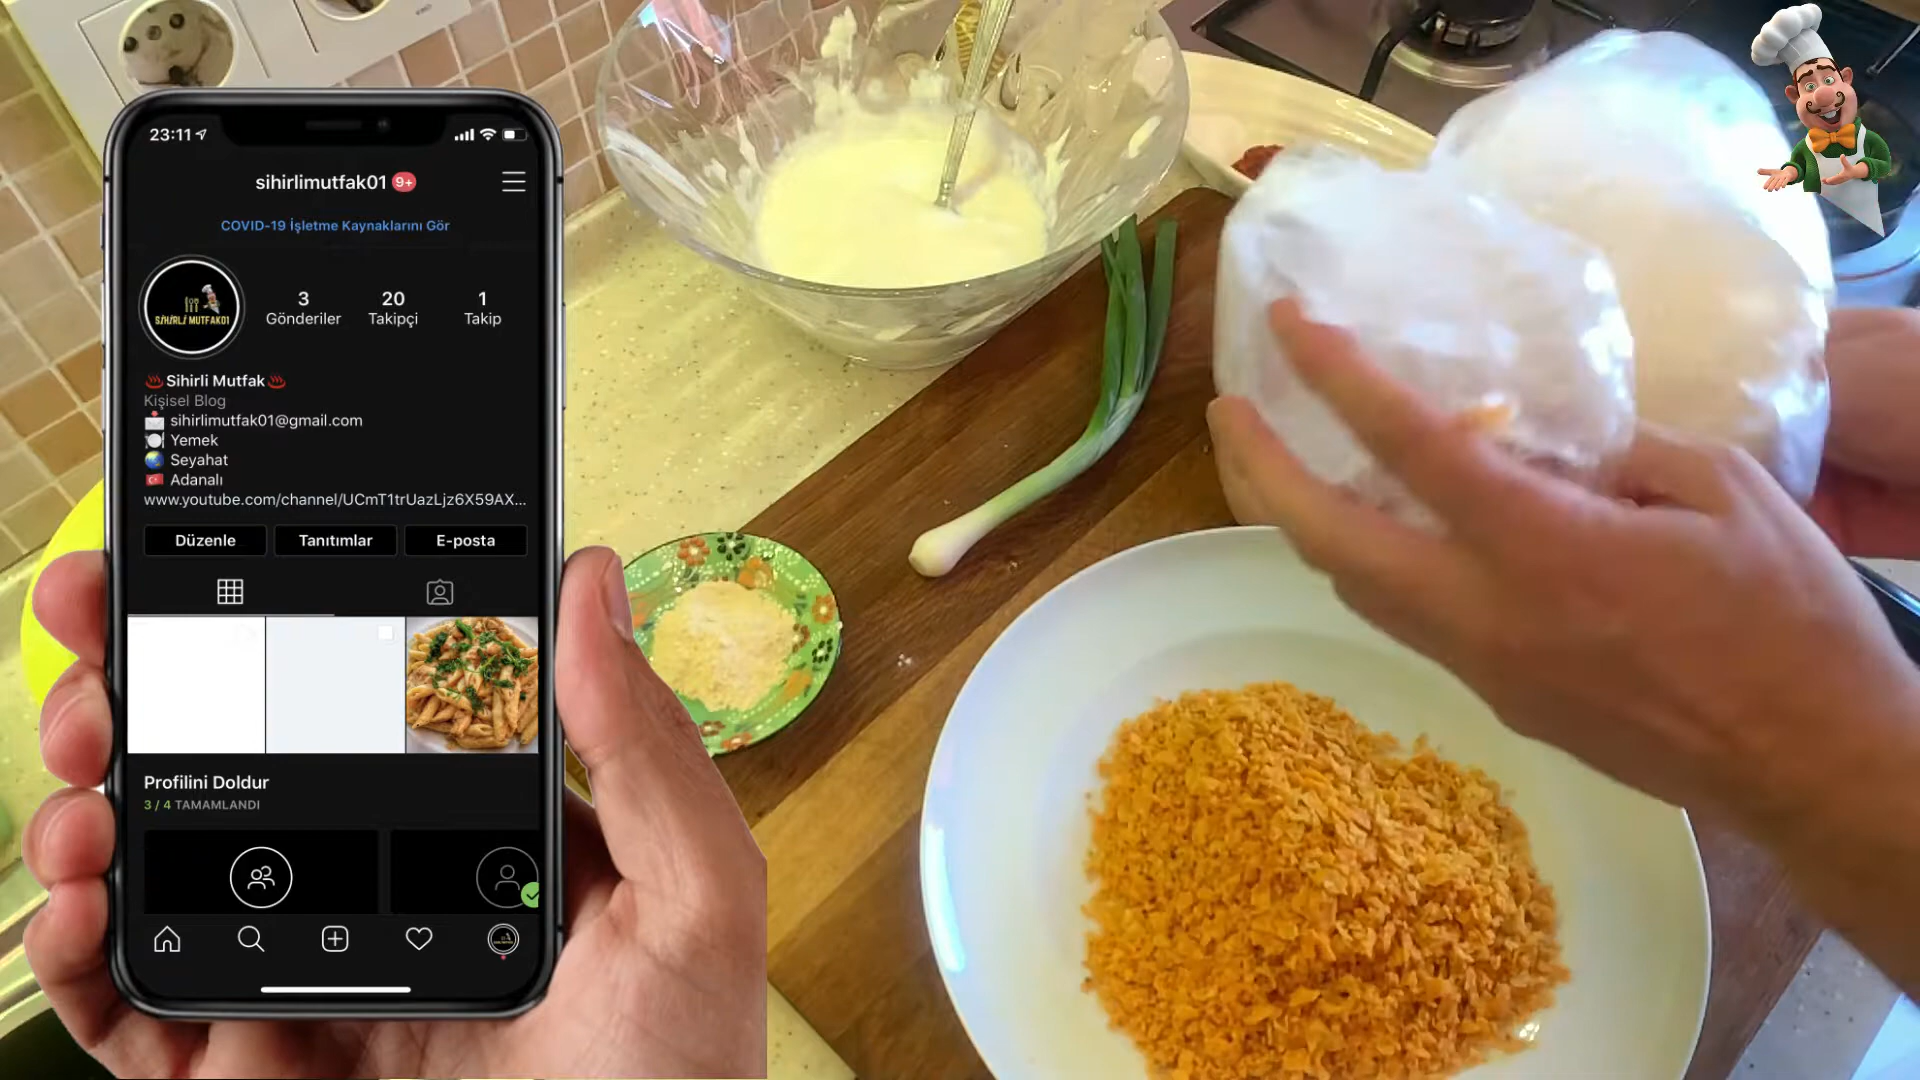 23:11
sihirlimutfak01 9+
COVID-19 İşletme Kaynaklarını Gör
SİHİRLİ MUTFAK01
3
Gönderiler
20
Takipçi
1
Takip
Sihirli Mutfak
Kişisel Blog
sihirlimutfak01@gmail.com
Yemek
Seyahat
Adanalı
www.youtube.com/channel/UCmT1trUazLjz6X59AX...
Düzenle
Tanıtımlar
E-posta
Profilini Doldur
3 / 4 TAMAMLANDI